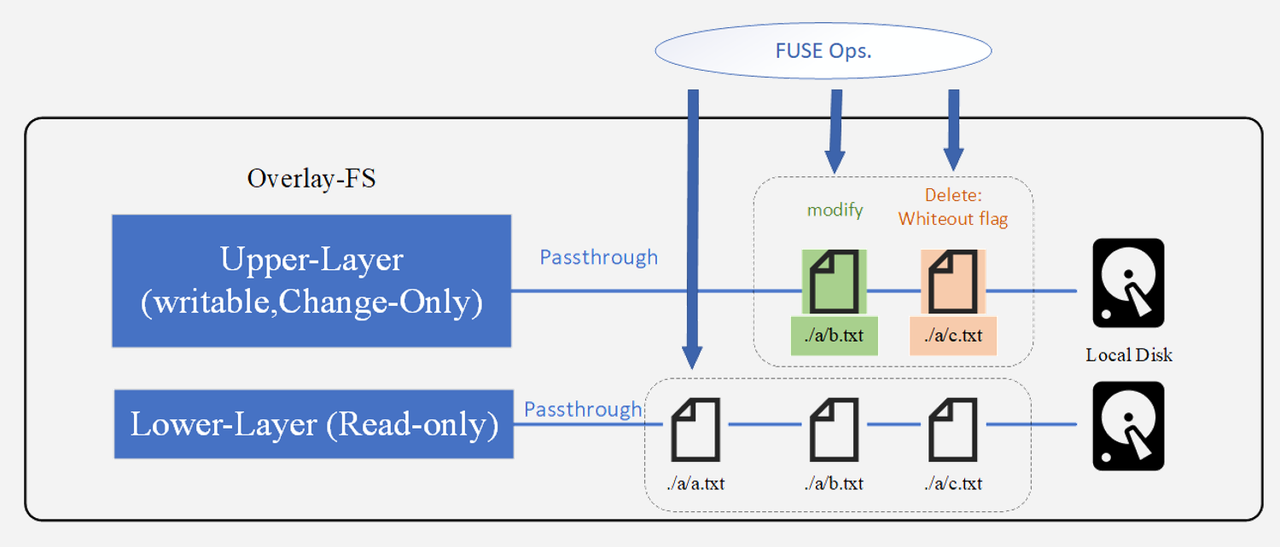 FUSE Ops.
Overlay-FS
Upper-Layer
(writable,Change-Only)
Passthrough
modify
Delete:
Whiteout flag
./a/b.txt
./a/c.txt
Local Disk
Lower-Layer (Read-only)
Passthrough
./a/a.txt
./a/b.txt
./a/c.txt